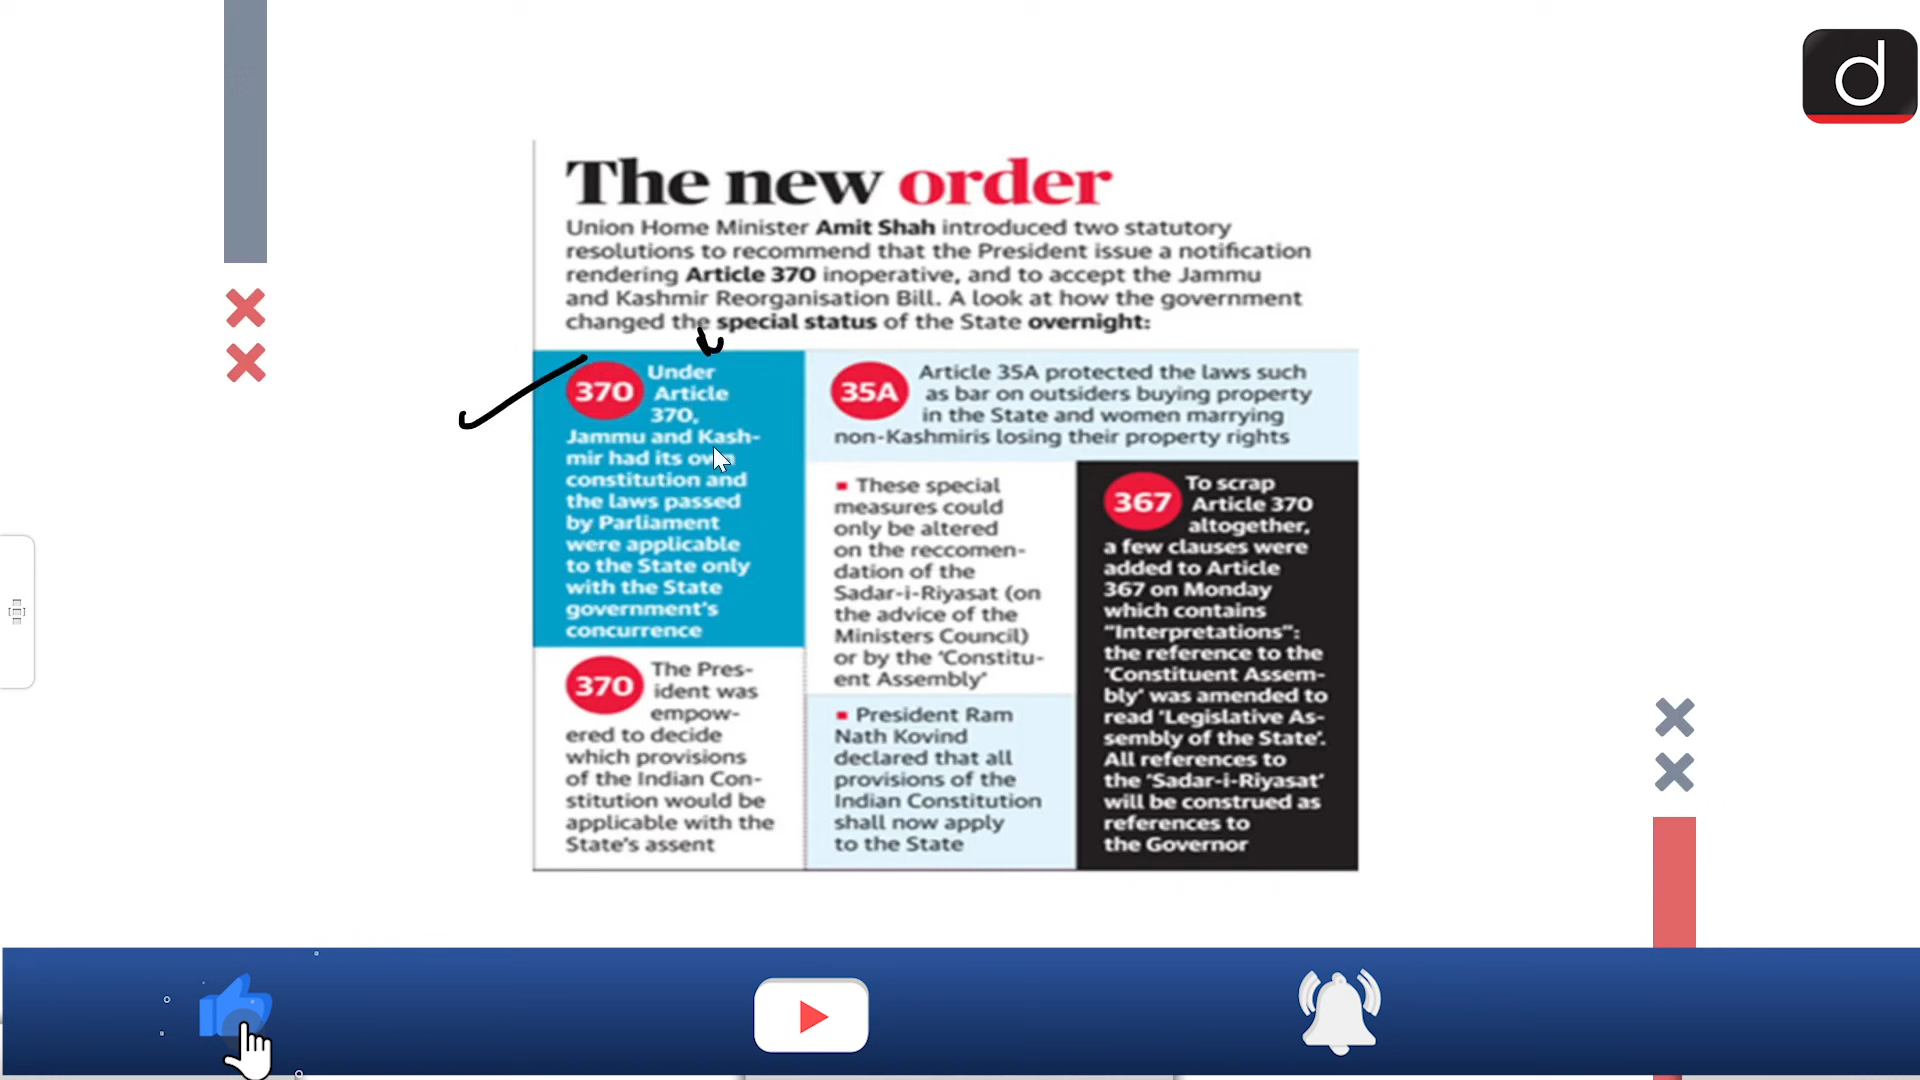 The new order
Union Home Minister Amit Shah introduced two statutory
resolutions to recommend that the President issue a notification
rendering Article 370 inoperative, and to accept the Jammu
and Kashmir Reorganisation Bill. A look at how the government
changed the special status of the State overnight:
370
Under
Article
370,
Jammu and Kash-
mir had its own
constitution and
the laws passed
by Parliament
were applicable
to the State only
with the State
government's
concurrence
370
The Pres-
ident was
empow-
ered to decide
which provisions
of the Indian Con-
stitution would be
applicable with the
State's assent
35A
Article 35A protected the laws such
as bar on outsiders buying property
in the State and women marrying
non-Kashmiris losing their property rights
These special
measures could
only be altered
on the reccomen-
dation of the
Sadar-i-Riyasat (on
the advice of the
Ministers Council)
or by the 'Constitu-
ent Assembly'
President Ram
Nath Kovind
declared that all
provisions of the
Indian Constitution
shall now apply
to the State
367
To scrap
Article 370
altogether,
a few clauses were
added to Article
367 on Monday
which contains
"Interpretations":
the reference to the
'Constituent Assem-
bly' was amended to
read 'Legislative As-
sembly of the State'.
All references to
the 'Sadar-i-Riyasat'
will be construed as
references to
the Governor
d